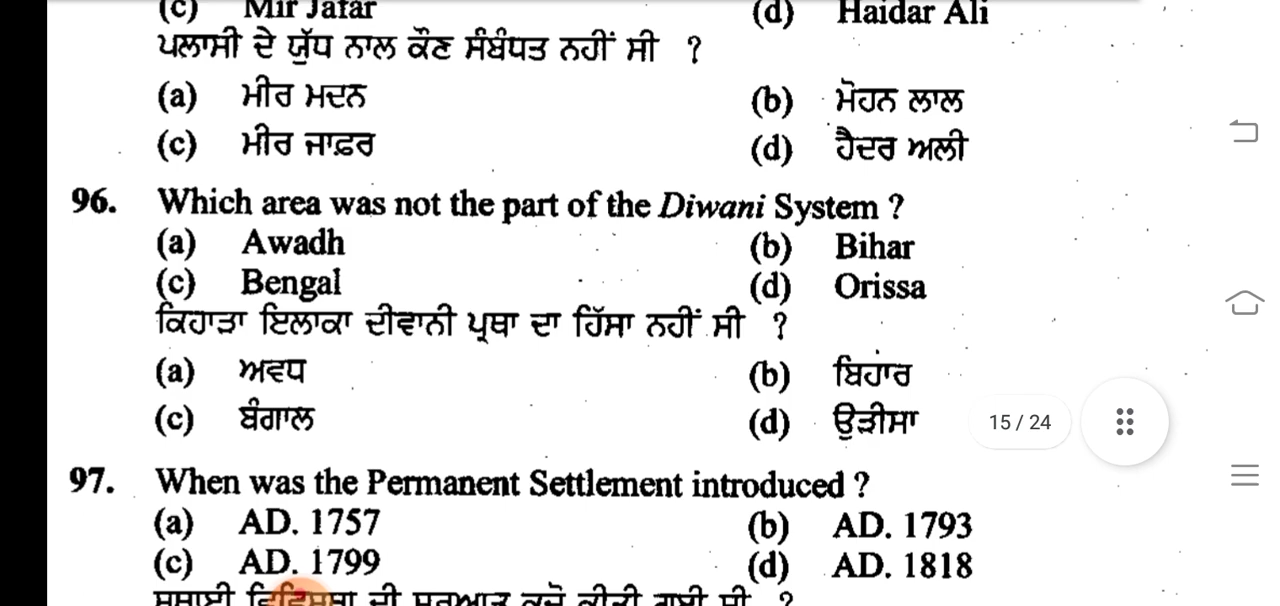 (c) Mir Jafar (d) Haidar Ali
ਪਲਾਸੀ ਦੇ ਯੁੱਧ ਨਾਲ ਕੌਣ ਸੰਬੰਧਤ ਨਹੀਂ ਸੀ ?
(a) ਮੀਰ ਮਦਨ (b) ਮੋਹਨ ਲਾਲ
(c) ਮੀਰ ਜਾਫ਼ਰ (d) ਹੈਦਰ ਅਲੀ
96. Which area was not the part of the Diwani System ?
(a) Awadh (b) Bihar
(c) Bengal (d) Orissa
ਕਿਹਾੜਾ ਇਲਾਕਾ ਦੀਵਾਨੀ ਪ੍ਰਥਾ ਦਾ ਹਿੱਸਾ ਨਹੀਂ ਸੀ ?
(a) ਅਵਧ (b) ਬਿਹਾਰ
(c) ਬੰਗਾਲ (d) ਉੜੀਸਾ
15 / 24
97. When was the Permanent Settlement introduced ?
(a) AD. 1757 (b) AD. 1793
(c) AD. 1799 (d) AD. 1818